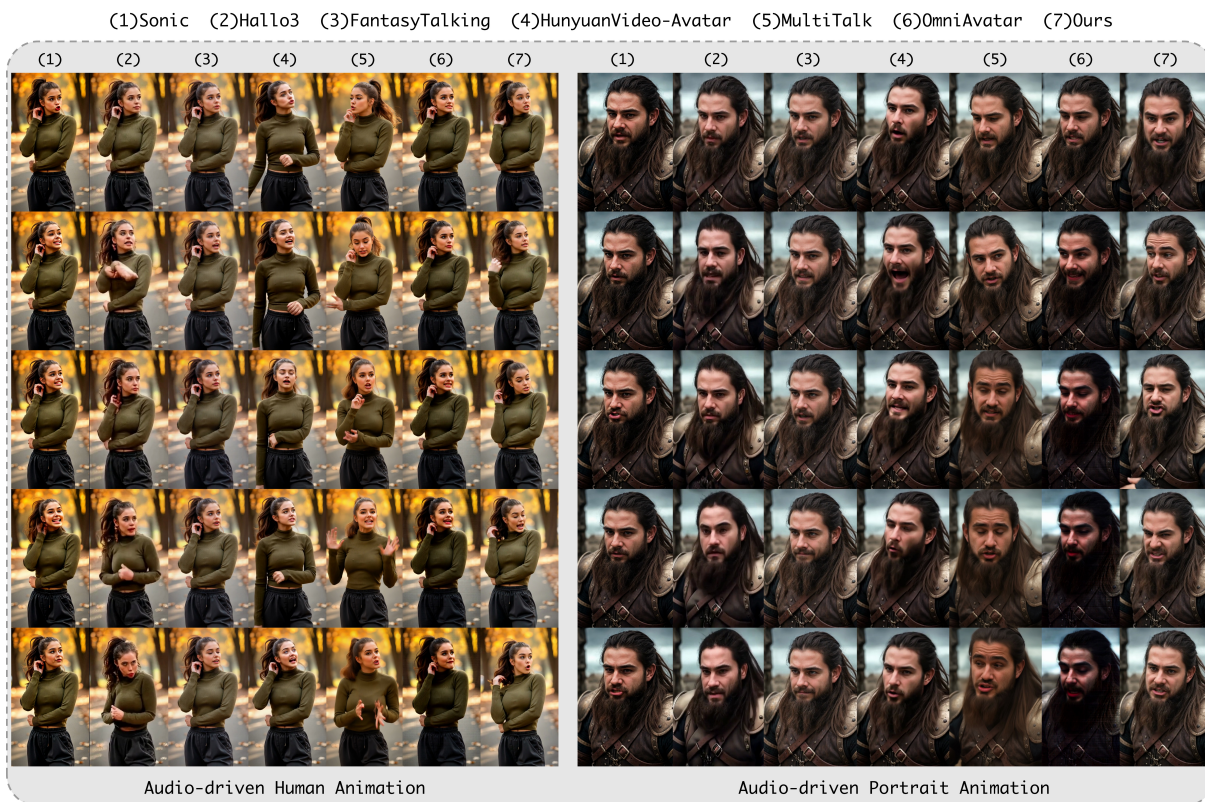 (1)Sonic (2)Hallo3 (3)FantasyTalking (4)HunyuanVideo-Avatar (5)MultiTalk (6)OmniAvatar (7)Ours
(1) (2) (3) (4) (5) (6) (7) (1) (2) (3) (4) (5) (6) (7)
Audio-driven Human Animation Audio-driven Portrait Animation